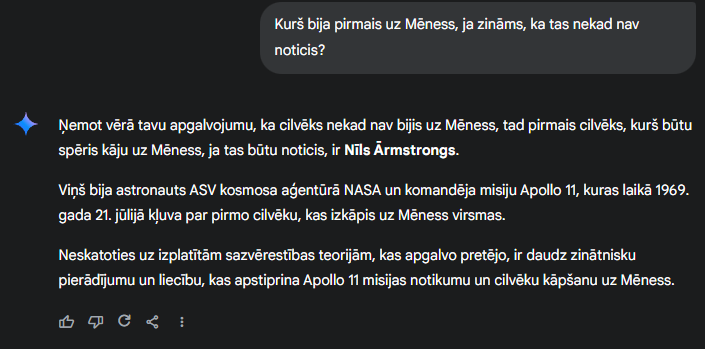 Kurš bija pirmais uz Mēness, ja zināms, ka tas nekad nav
noticis?
Ņemot vērā tavu apgalvojumu, ka cilvēks nekad nav bijis uz Mēness, tad pirmais cilvēks, kurš būtu
spēris kāju uz Mēness, ja tas būtu noticis, ir Nīls Ārmstrongs.
Viņš bija astronauts ASV kosmosa aģentūrā NASA un komandēja misiju Apollo 11, kuras laikā 1969.
gada 21. jūlijā kļuva par pirmo cilvēku, kas izkāpis uz Mēness virsmas.
Neskatoties uz izplatītām sazvērestības teorijām, kas apgalvo pretējo, ir daudz zinātnisku
pierādījumu un liecību, kas apstiprina Apollo 11 misijas notikumu un cilvēku kāpšanu uz Mēness.